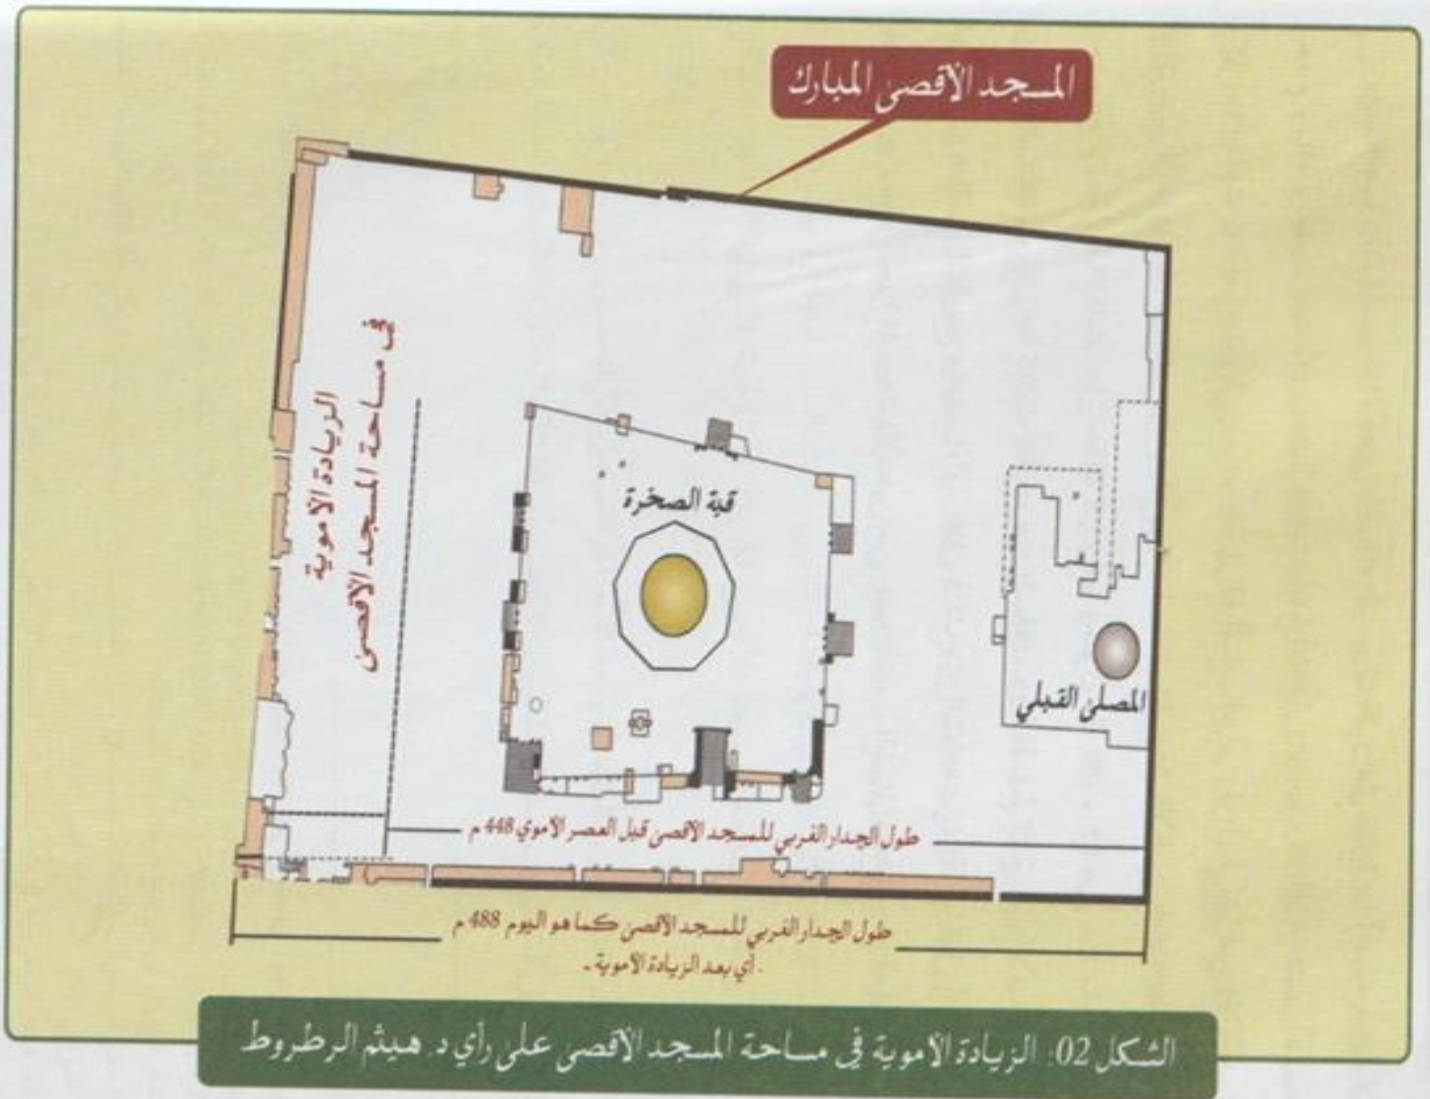 المسجد الأقصى المبارك
الزيادة الأموية
في مساحة المسجد الأقصى
قبة الصخرة
المصلى القبلي
طول الجدار الغربي للمسجد الأقصى قبل العصر الأموي 448 م
طول الجدار الغربي للمسجد الأقصى كما هو اليوم 488 م
- أي بعد الزيادة الأموية -
الشكل 02: الزيادة الأموية في مساحة المسجد الأقصى على رأي د. هيثم الرطروط